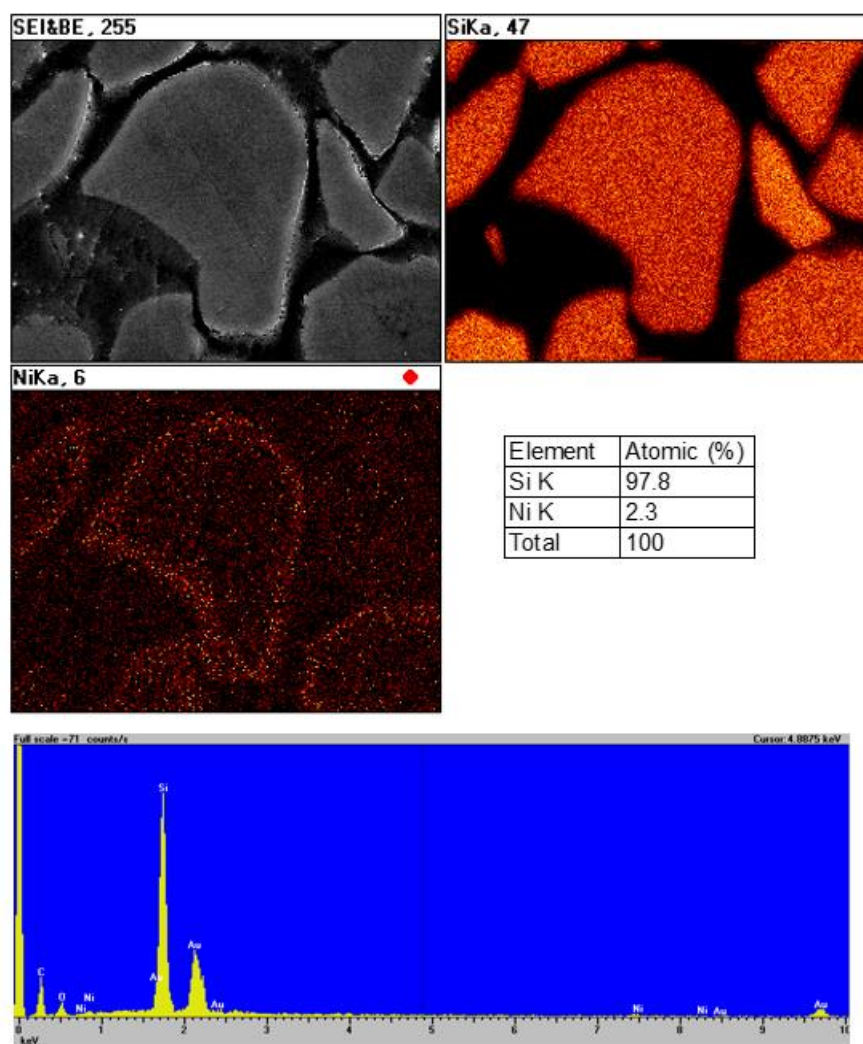 SEI&BE, 255
SiKa, 47
NiKa, 6
Element Atomic (%)
Si K 97.8
Ni K 2.3
Total 100
Full scale =71 counts/s Cursor: 4.8875 keV
Si
Au
C
Au
O
Ni
Ni
Au
Ni
Ni
Au
Au
0 1 2 3 4 5 6 7 8 9 10
keV